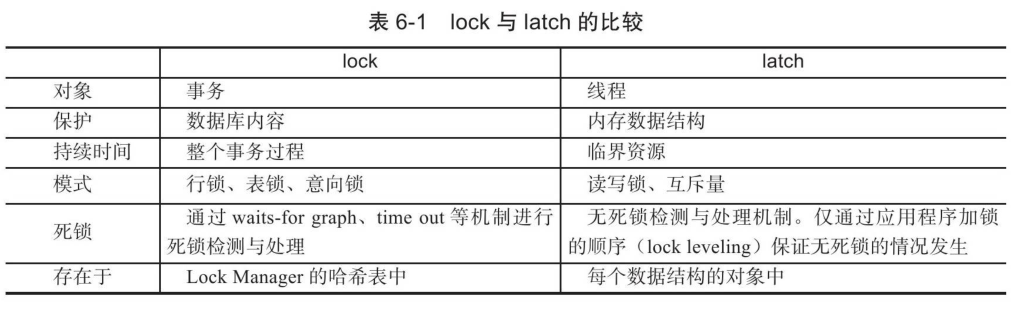 表 6-1 lock 与 latch 的比较
lock latch
对象 事务 线程
保护 数据库内容 内存数据结构
持续时间 整个事务过程 临界资源
模式 行锁、表锁、意向锁 读写锁、互斥量
死锁 通过 waits-for graph、time out 等机制进行 无死锁检测与处理机制。仅通过应用程序加锁
死锁检测与处理 的顺序（lock leveling）保证无死锁的情况发生
存在于 Lock Manager 的哈希表中 每个数据结构的对象中